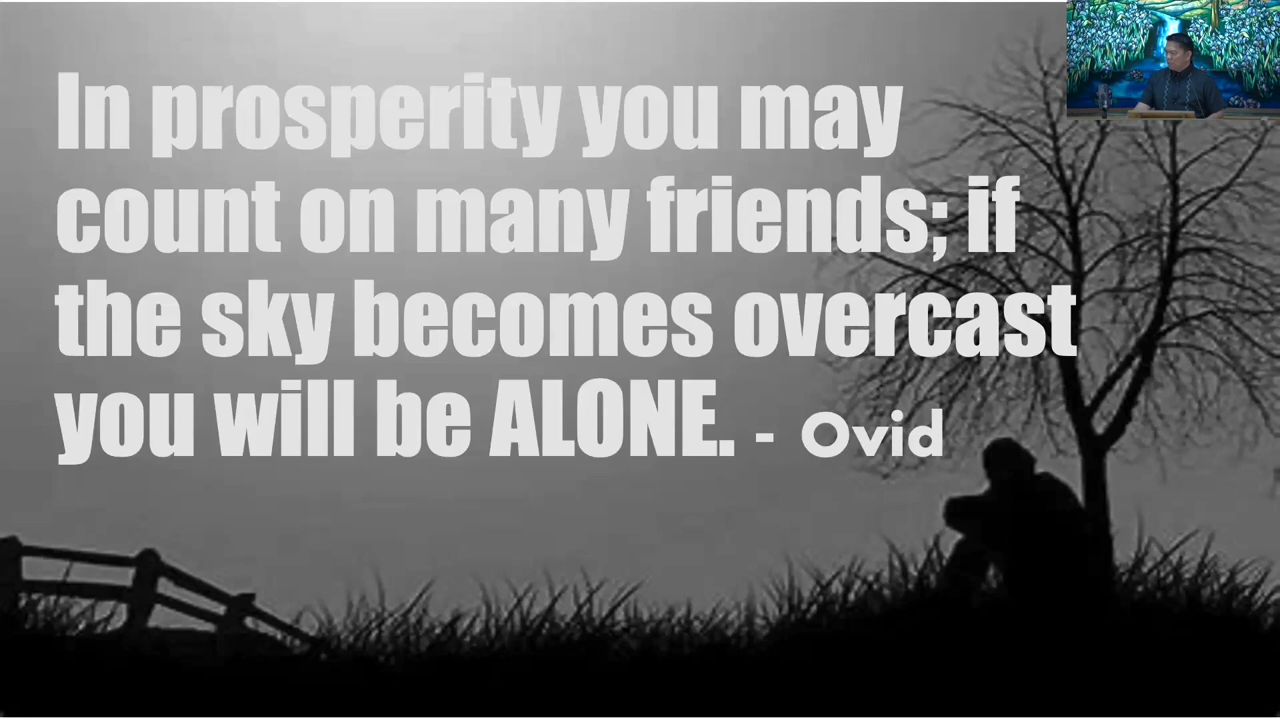 In prosperity you may
count on many friends; if
the sky becomes overcast
you will be ALONE. - Ovid